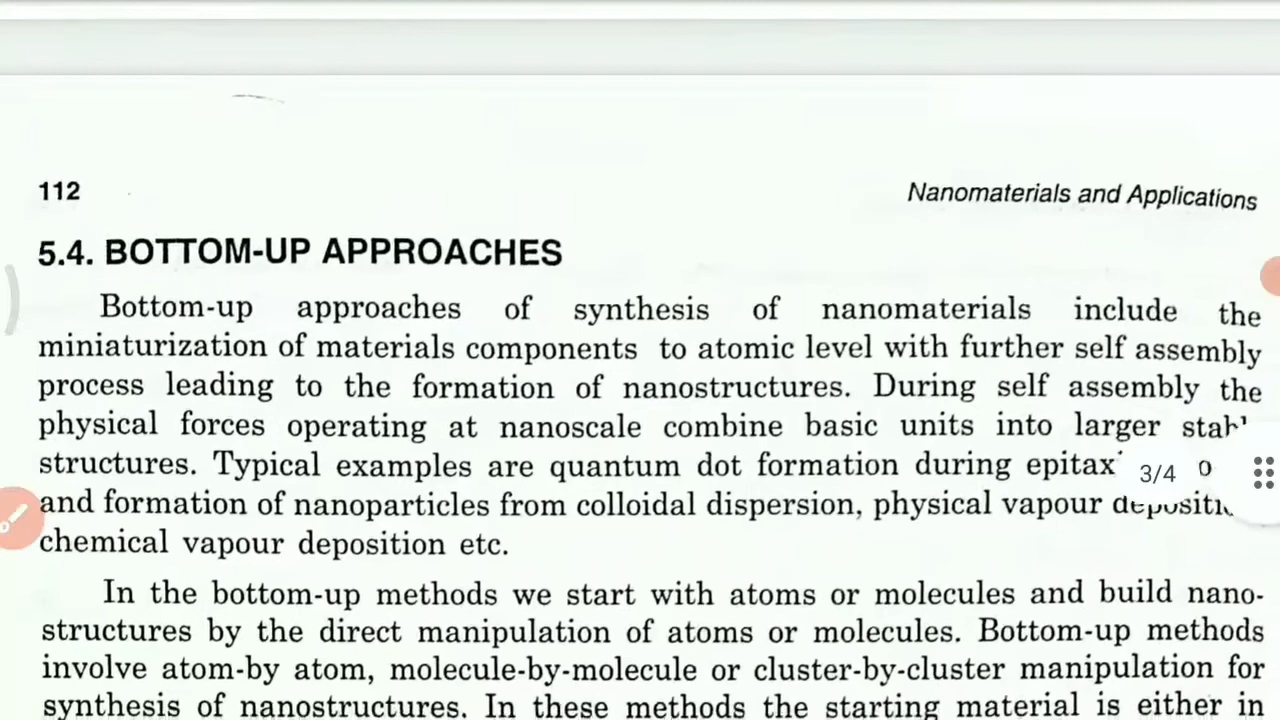 112
Nanomaterials and Applications
5.4. BOTTOM-UP APPROACHES
Bottom-up approaches of synthesis of nanomaterials include the
miniaturization of materials components to atomic level with further self assembly
process leading to the formation of nanostructures. During self assembly the
physical forces operating at nanoscale combine basic units into larger
structures. Typical examples are quantum dot formation during
3/4
and formation of nanoparticles from colloidal dispersion, physical vapour
chemical vapour deposition etc.
In the bottom-up methods we start with atoms or molecules and build nano-
structures by the direct manipulation of atoms or molecules. Bottom-up methods
involve atom-by atom, molecule-by-molecule or cluster-by-cluster manipulation for
synthesis of nanostructures. In these methods the starting material is either in